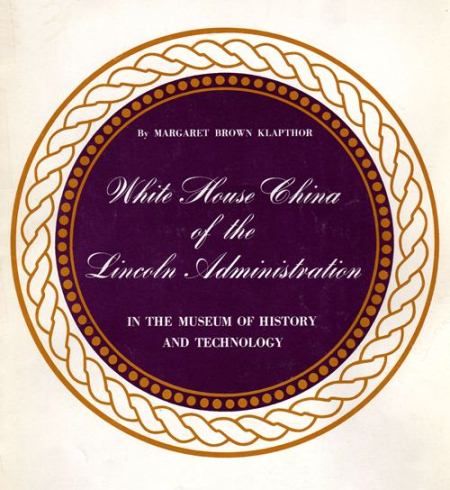 By MARGARET BROWN KLAPTHOR
White House China
of the
Lincoln Administration
IN THE MUSEUM OF HISTORY
AND TECHNOLOGY